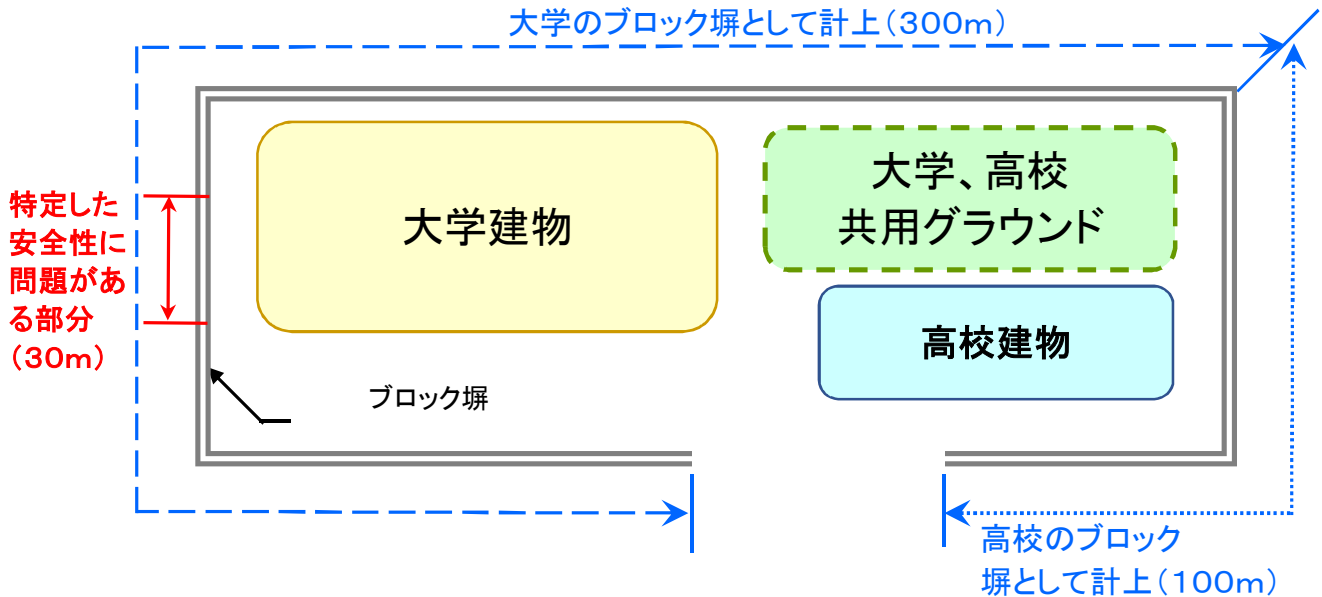 大学のブロック塀として計上（300ｍ）
大学、高校
共用グラウンド
大学建物
特定した
安全性に
問題があ
る部分
（30ｍ）
高校建物
ブロック塀
高校のブロック
塀として計上（100ｍ）